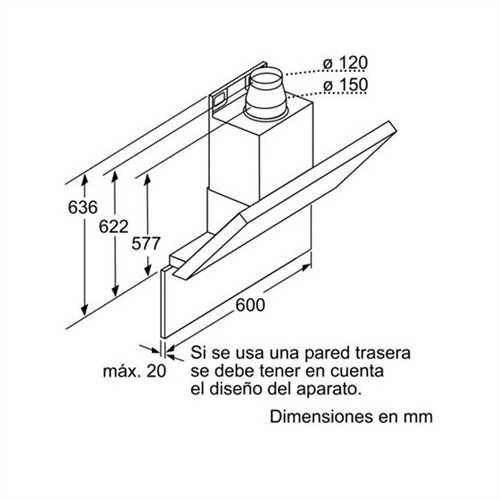 ø 120
ø 150
636
622
577
600
máx. 20
Si se usa una pared trasera
se debe tener en cuenta
el diseño del aparato.
Dimensiones en mm